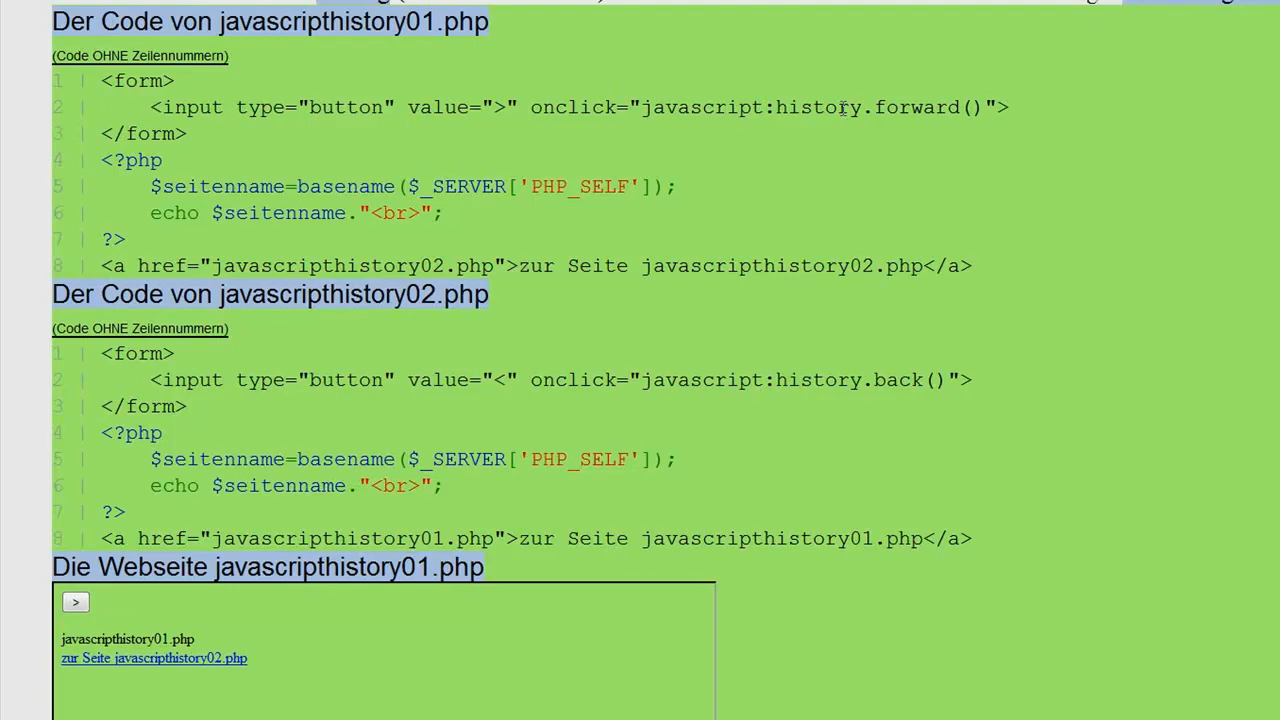 Der Code von javascripthistory01.php
(Code OHNE Zeilennummern)
1 | <form>
2 |     <input type="button" value=">" onclick="javascript:history.forward()">
3 | </form>
4 | <?php
5 |     $seitenname=basename($_SERVER['PHP_SELF']);
6 |     echo $seitenname."<br>";
7 | ?>
8 | <a href="javascripthistory02.php">zur Seite javascripthistory02.php</a>
Der Code von javascripthistory02.php
(Code OHNE Zeilennummern)
1 | <form>
2 |     <input type="button" value="<" onclick="javascript:history.back()">
3 | </form>
4 | <?php
5 |     $seitenname=basename($_SERVER['PHP_SELF']);
6 |     echo $seitenname."<br>";
7 | ?>
8 | <a href="javascripthistory01.php">zur Seite javascripthistory01.php</a>
Die Webseite javascripthistory01.php
>
javascripthistory01.php
zur Seite javascripthistory02.php